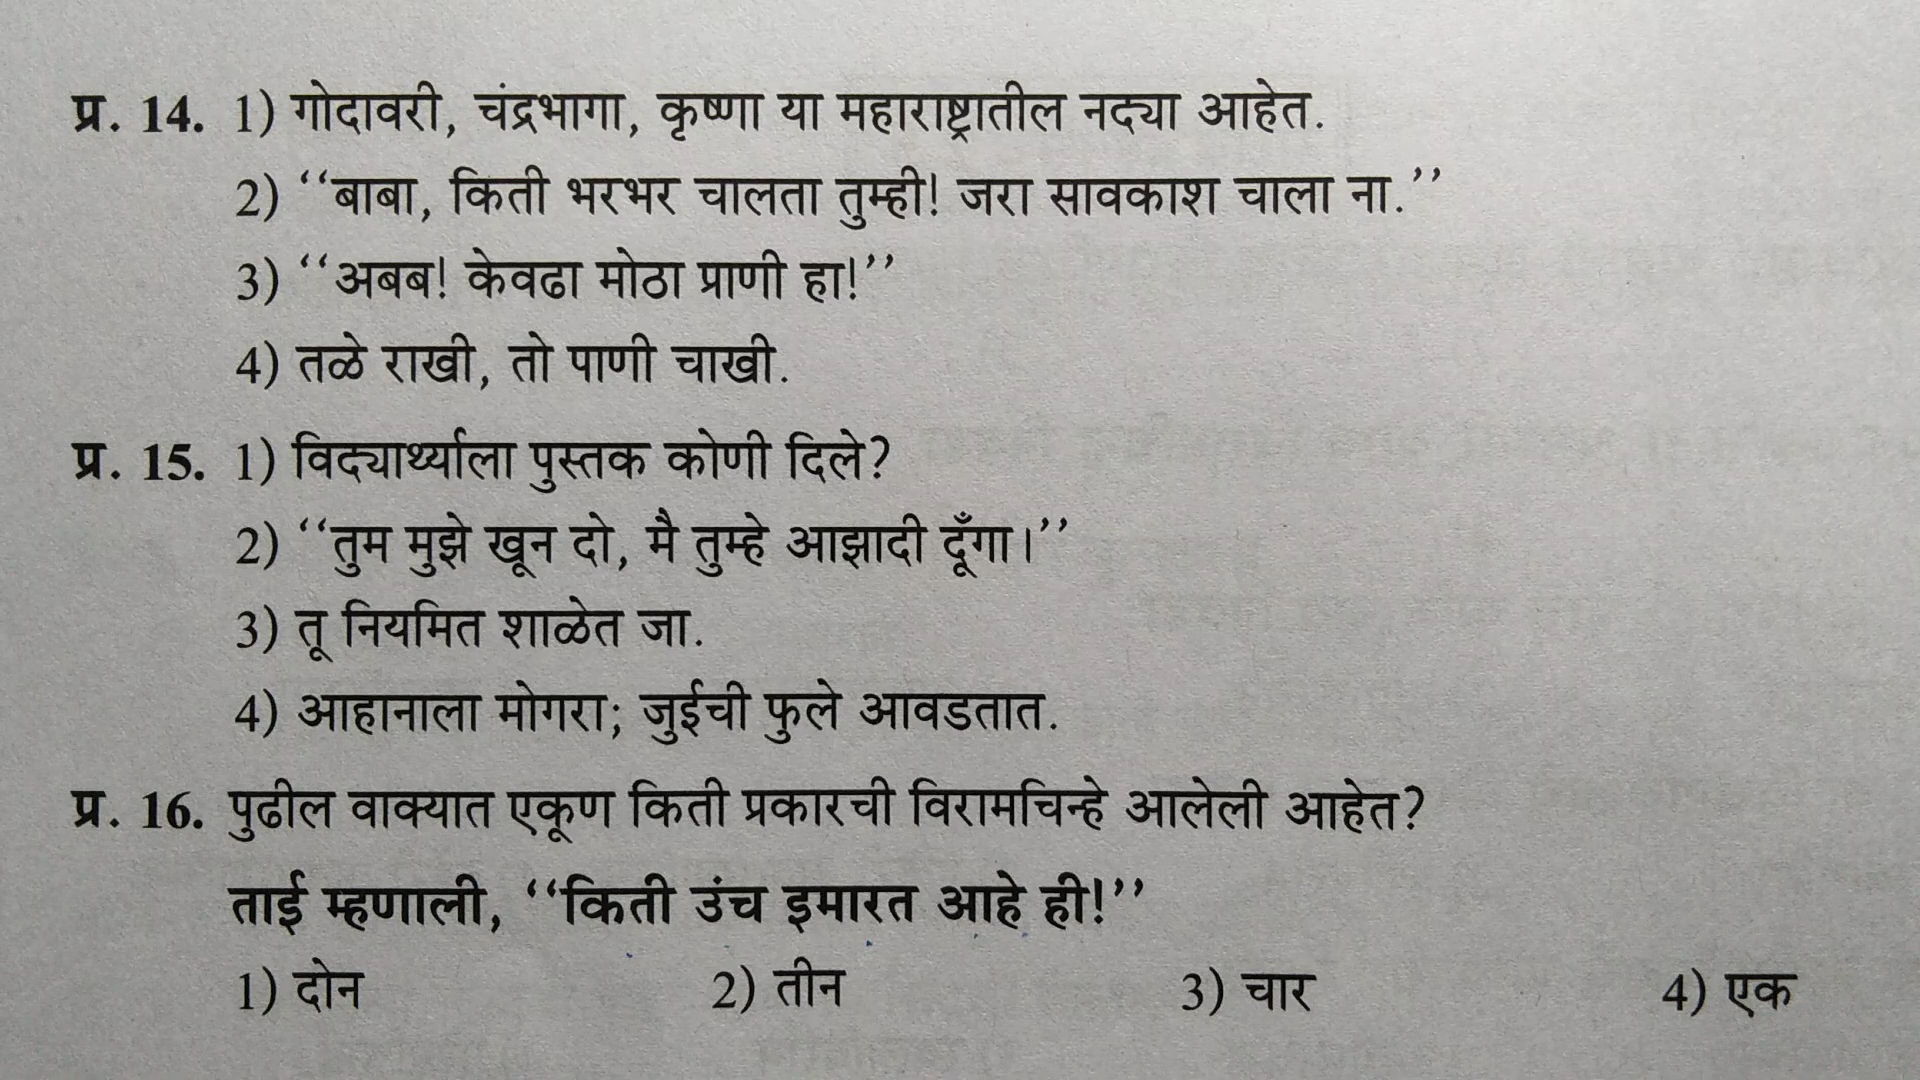 प्र. 14. 1) गोदावरी, चंद्रभागा, कृष्णा या महाराष्ट्रातील नद्या आहेत.
2) ‘‘बाबा, किती भरभर चालता तुम्ही! जरा सावकाश चाला ना.’’
3) ‘‘अबब! केवढा मोठा प्राणी हा!’’
4) तळे राखी, तो पाणी चाखी.
प्र. 15. 1) विद्यार्थ्याला पुस्तक कोणी दिले?
2) ‘‘तुम मुझे खून दो, मै तुम्हे आझादी दूँगा।’’
3) तू नियमित शाळेत जा.
4) आहानाला मोगरा; जुईची फुले आवडतात.
प्र. 16. पुढील वाक्यात एकूण किती प्रकारची विरामचिन्हे आलेली आहेत?
ताई म्हणाली, ‘‘किती उंच इमारत आहे ही!’’
1) दोन 2) तीन 3) चार 4) एक